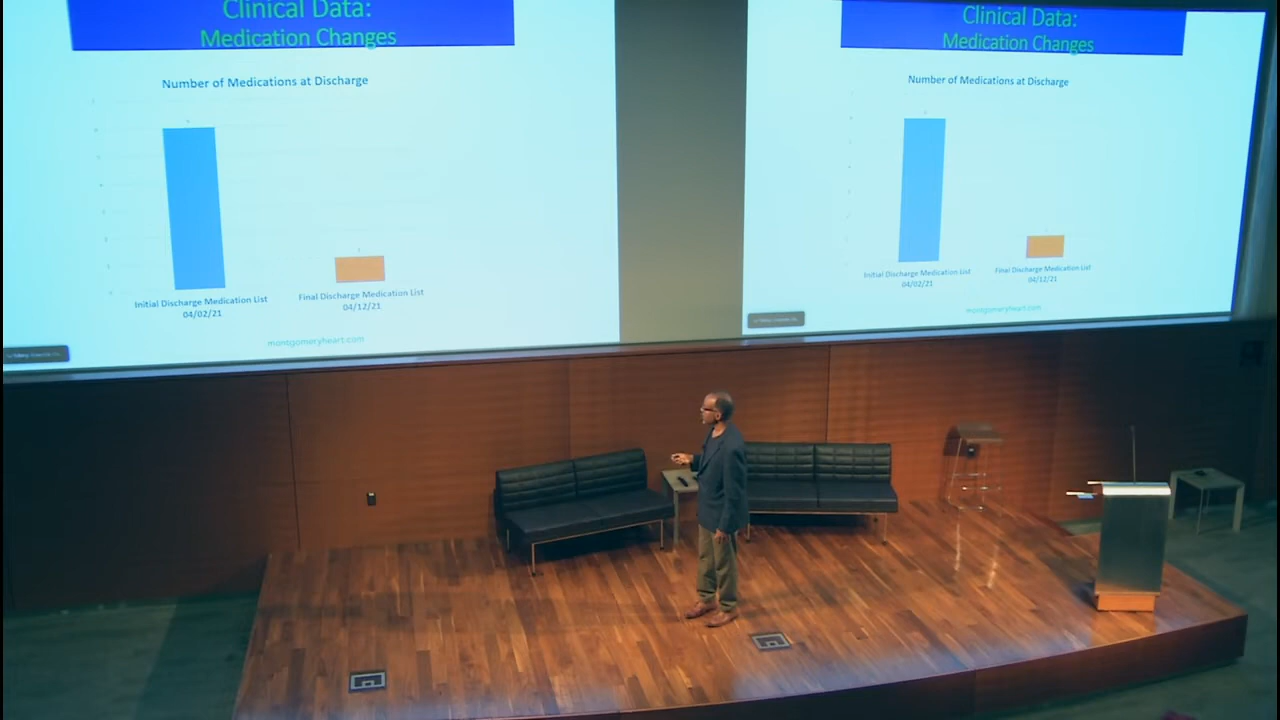 Clinical Data:
Medication Changes
Number of Medications at Discharge
Initial Discharge Medication List
04/02/21
Final Discharge Medication List
04/12/21
montgomeryheart.com
Clinical Data:
Medication Changes
Number of Medications at Discharge
Initial Discharge Medication List
04/02/21
Final Discharge Medication List
04/12/21
montgomeryheart.com